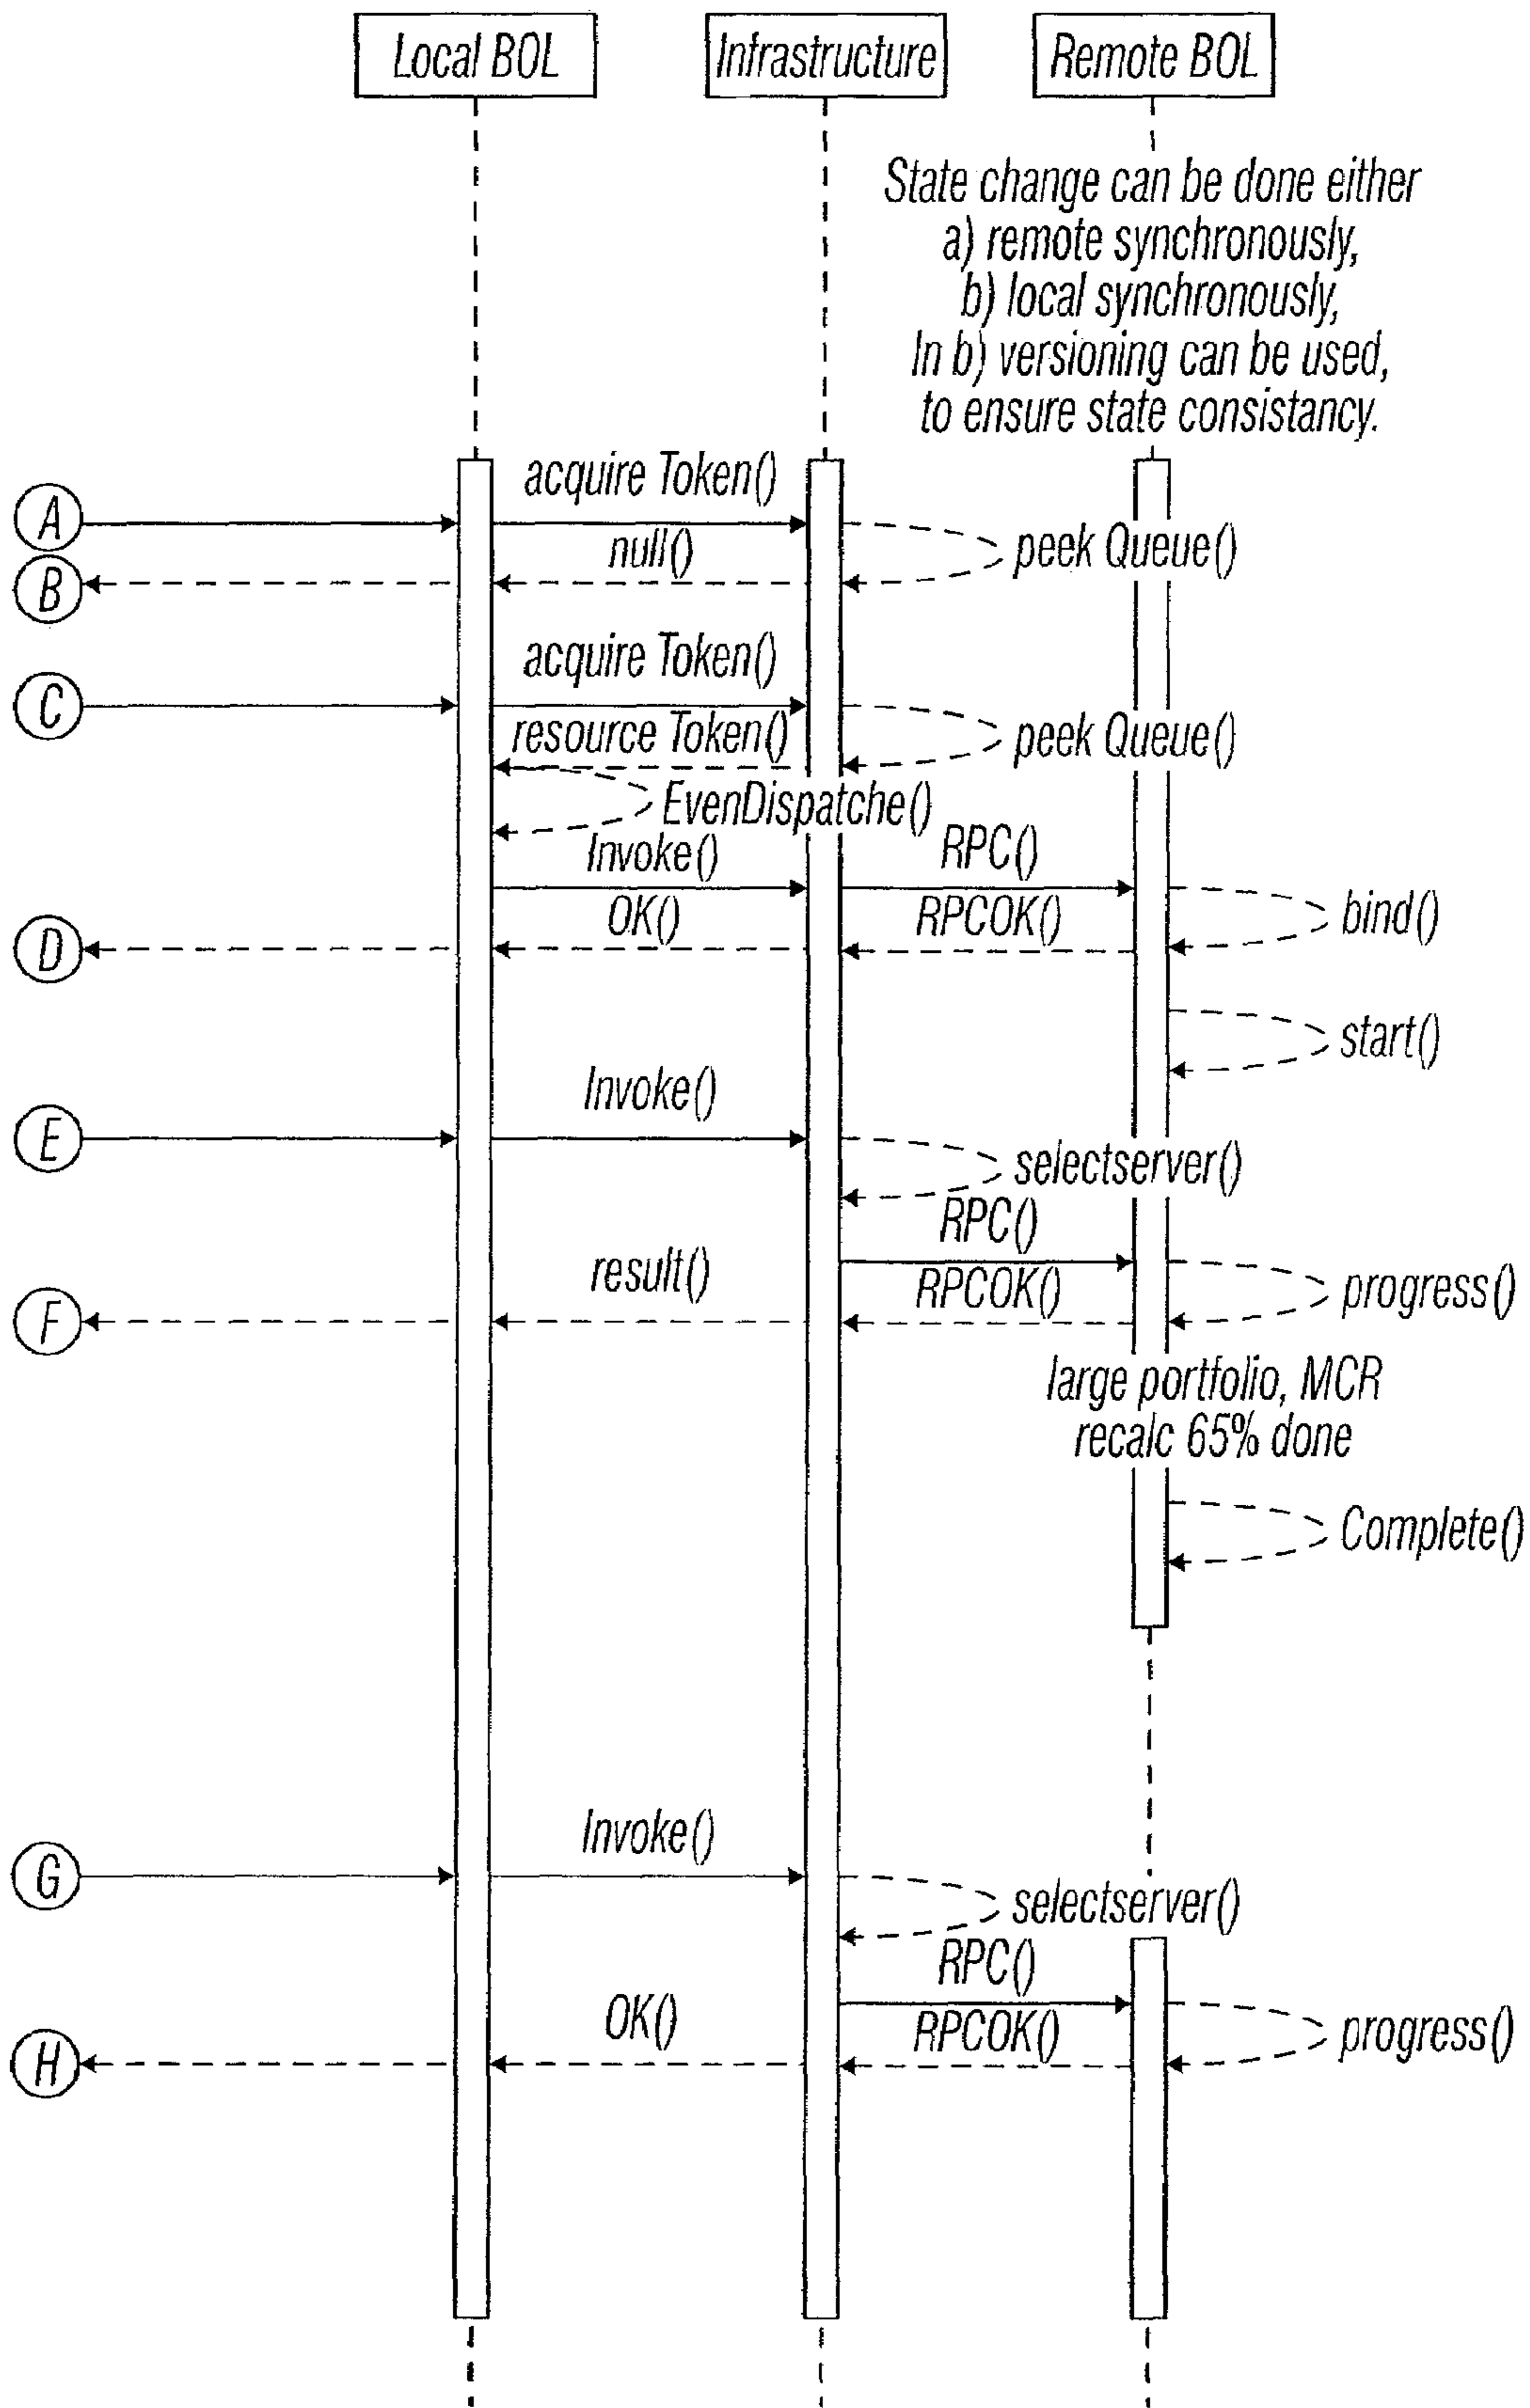 Local BOL
Infrastructure
Remote BOL
State change can be done either
a) remote synchronously,
b) local synchronously,
In b) versioning can be used,
to ensure state consistancy.
acquire Token()
A
null()
peek Queue()
B
acquire Token()
C
resource Token()
peek Queue()
EvenDispatche()
Invoke()
RPC()
OK()
RPCOK()
bind()
D
start()
Invoke()
E
selectserver()
RPC()
result()
RPCOK()
progress()
F
large portfolio, MCR
recalc 65% done
Complete()
Invoke()
G
selectserver()
RPC()
OK()
RPCOK()
progress()
H